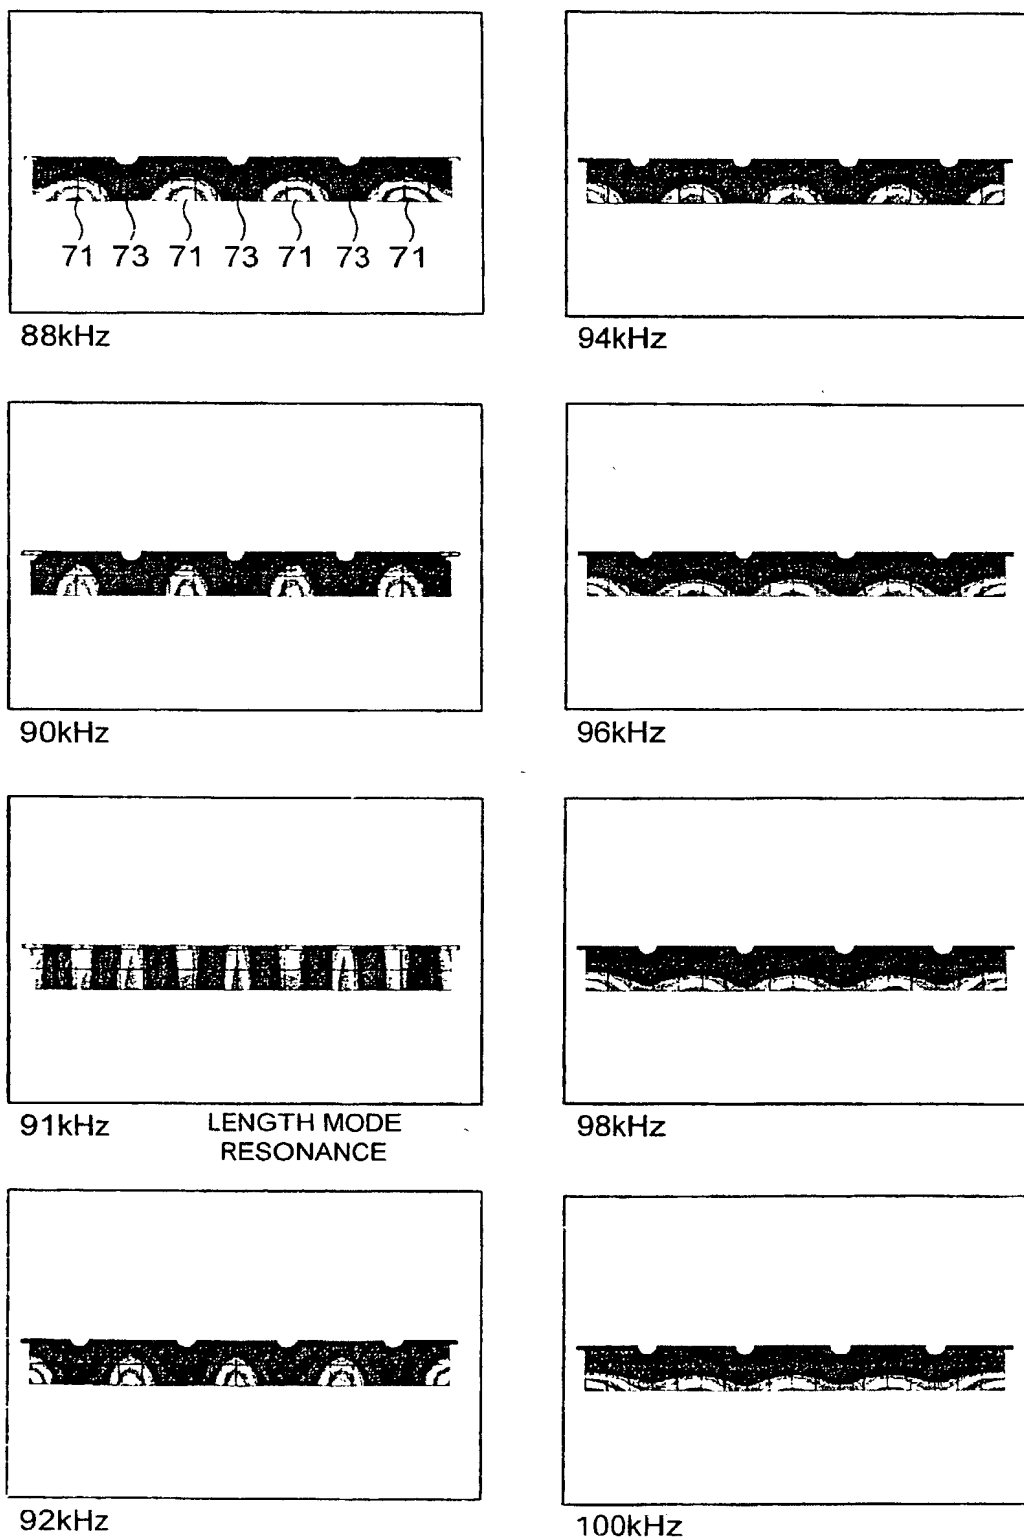 71 73 71 73 71 73 71
88kHz
94kHz
90kHz
96kHz
91kHz
LENGTH MODE
RESONANCE
98kHz
92kHz
100kHz